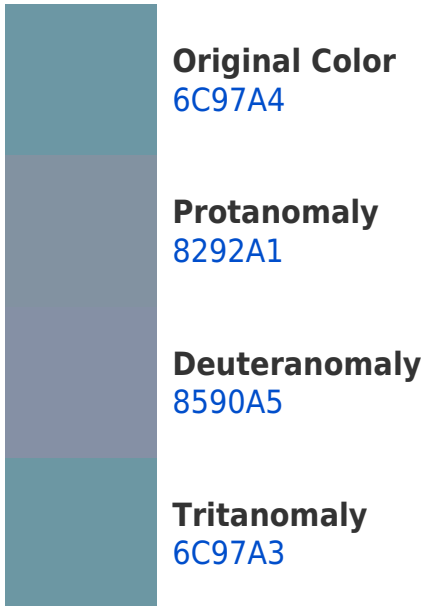 Original Color
6C97A4
Protanomaly
8292A1
Deuteranomaly
8590A5
Tritanomaly
6C97A3